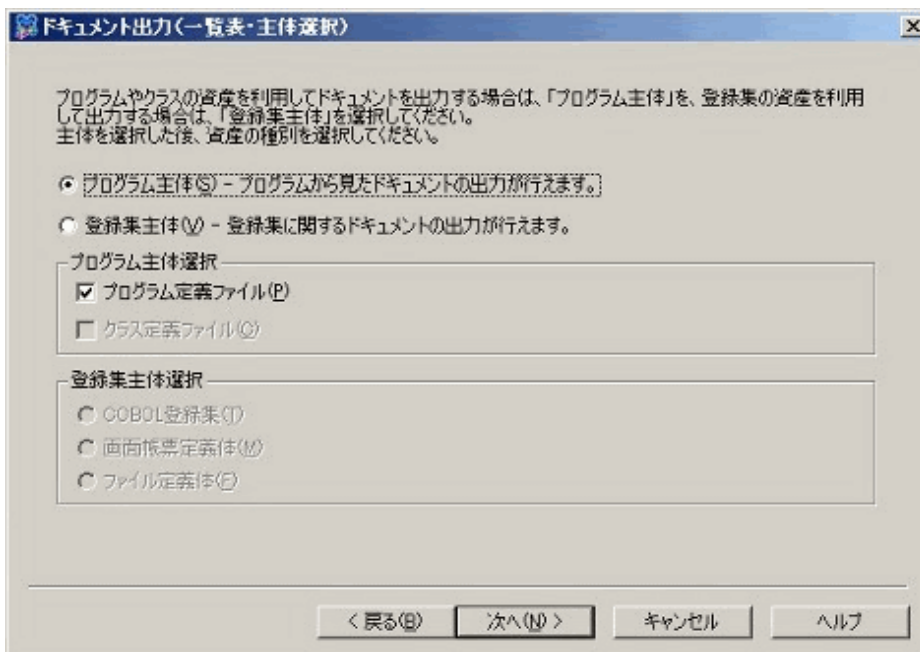 ドキュメント出力(一覧表・主体選択)
プログラムやクラスの資産を利用してドキュメントを出力する場合は、「プログラム主体」を、登録集の資産を利用
して出力する場合は、「登録集主体」を選択してください。
主体を選択した後、資産の種別を選択してください。
プログラム主体(S) - プログラムから見たドキュメントの出力が行えます。
登録集主体(V) - 登録集に関するドキュメントの出力が行えます。
プログラム主体選択
プログラム定義ファイル(P)
クラス定義ファイル(C)
登録集主体選択
COBOL登録集(T)
画面帳票定義体(M)
ファイル定義体(F)
< 戻る(B)
次へ(N) >
キャンセル
ヘルプ